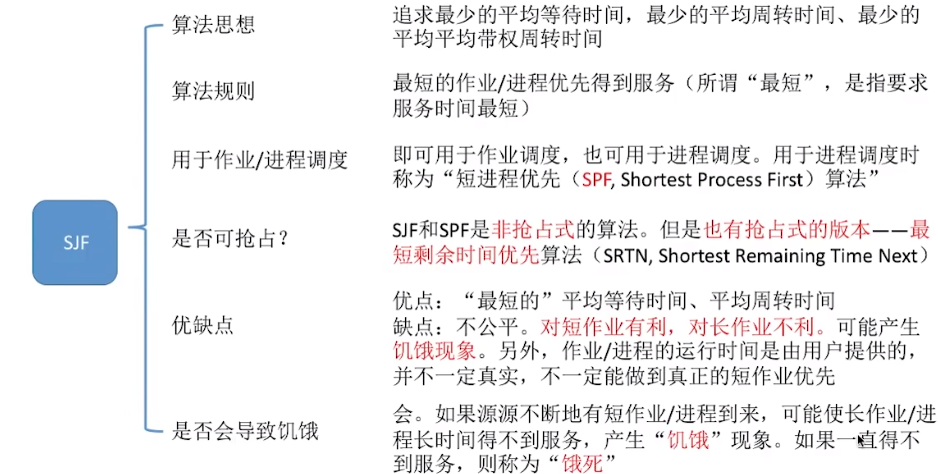 SJF
算法思想
追求最少的平均等待时间，最少的平均周转时间、最少的
平均平均带权周转时间
算法规则
最短的作业/进程优先得到服务（所谓“最短”，是指要求
服务时间最短）
用于作业/进程调度
即可用于作业调度，也可用于进程调度。用于进程调度时
称为“短进程优先（SPF, Shortest Process First）算法”
是否可抢占？
SJF和SPF是非抢占式的算法。但是也有抢占式的版本——最
短剩余时间优先算法（SRTN, Shortest Remaining Time Next）
优缺点
优点：“最短的”平均等待时间、平均周转时间
缺点：不公平。对短作业有利，对长作业不利。可能产生
饥饿现象。另外，作业/进程的运行时间是由用户提供的，
并不一定真实，不一定能做到真正的短作业优先
是否会导致饥饿
会。如果源源不断地有短作业/进程到来，可能使长作业/进
程长时间得不到服务，产生“饥饿”现象。如果一直得不
到服务，则称为“饿死”